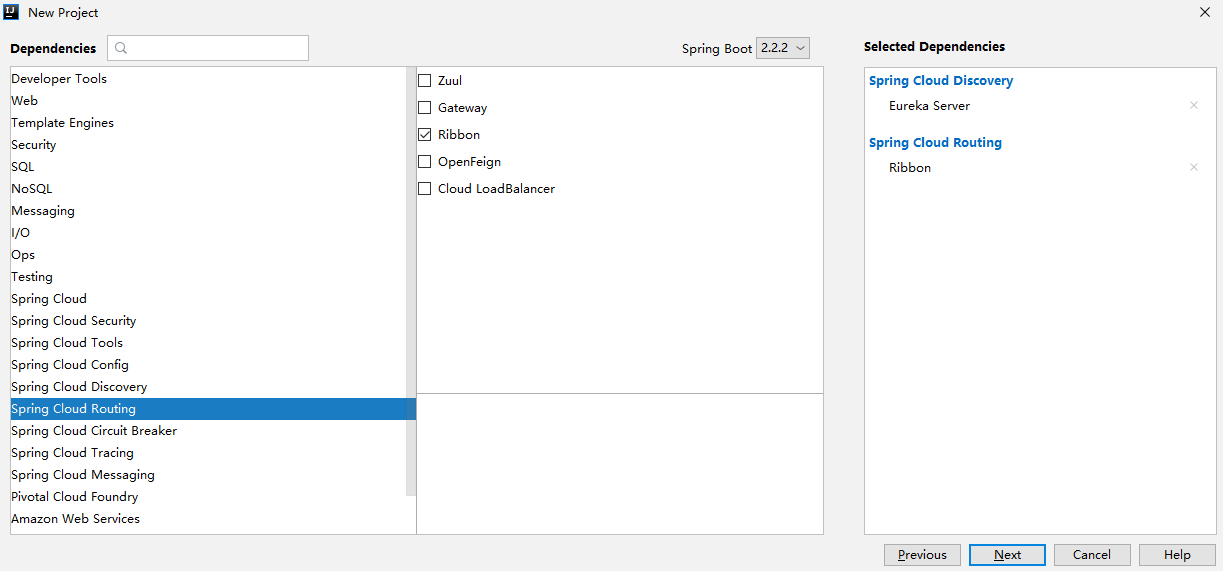 IJ New Project
Dependencies
Spring Boot 2.2.2
Developer Tools
Web
Template Engines
Security
SQL
NoSQL
Messaging
I/O
Ops
Testing
Spring Cloud
Spring Cloud Security
Spring Cloud Tools
Spring Cloud Config
Spring Cloud Discovery
Spring Cloud Routing
Spring Cloud Circuit Breaker
Spring Cloud Tracing
Spring Cloud Messaging
Pivotal Cloud Foundry
Amazon Web Services
Zuul
Gateway
Ribbon
OpenFeign
Cloud LoadBalancer
Selected Dependencies
Spring Cloud Discovery
Eureka Server
Spring Cloud Routing
Ribbon
Previous
Next
Cancel
Help